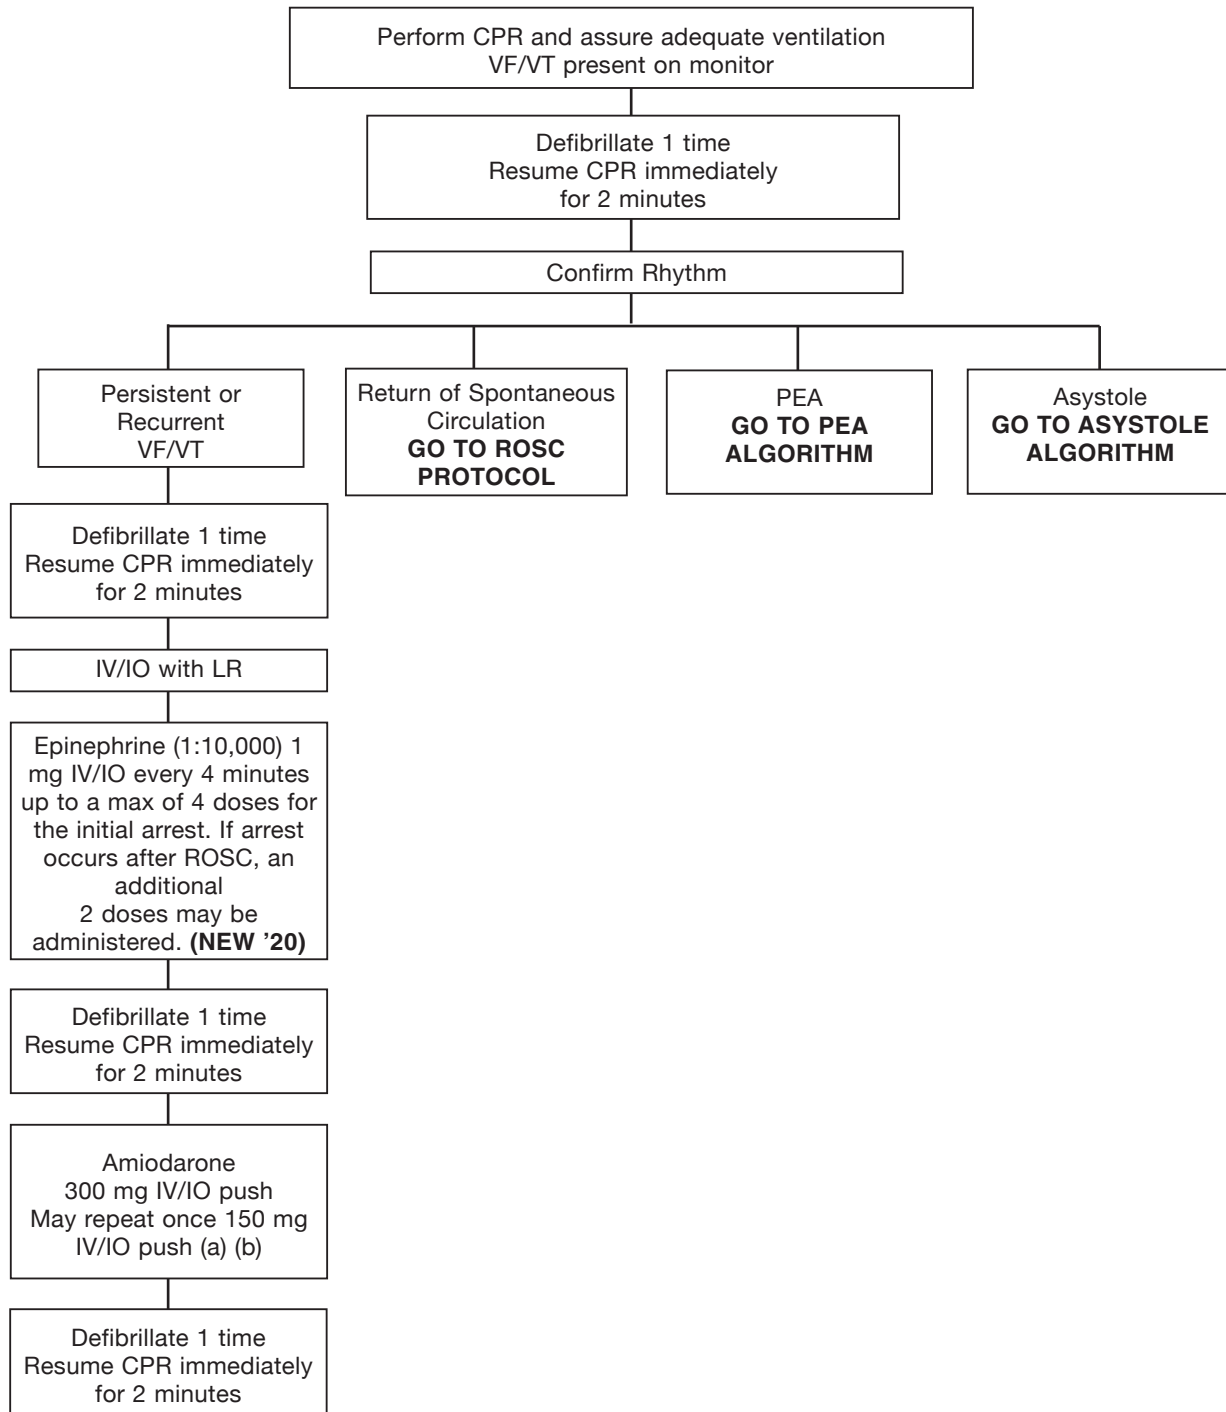 Perform CPR and assure adequate ventilation
VF/VT present on monitor
Defibrillate 1 time
Resume CPR immediately
for 2 minutes
Confirm Rhythm
Persistent or
Recurrent
VF/VT
Return of Spontaneous
Circulation
GO TO ROSC
PROTOCOL
PEA
GO TO PEA
ALGORITHM
Asystole
GO TO ASYSTOLE
ALGORITHM
Defibrillate 1 time
Resume CPR immediately
for 2 minutes
IV/IO with LR
Epinephrine (1:10,000) 1
mg IV/IO every 4 minutes
up to a max of 4 doses for
the initial arrest. If arrest
occurs after ROSC, an
additional
2 doses may be
administered. (NEW ’20)
Defibrillate 1 time
Resume CPR immediately
for 2 minutes
Amiodarone
300 mg IV/IO push
May repeat once 150 mg
IV/IO push (a) (b)
Defibrillate 1 time
Resume CPR immediately
for 2 minutes